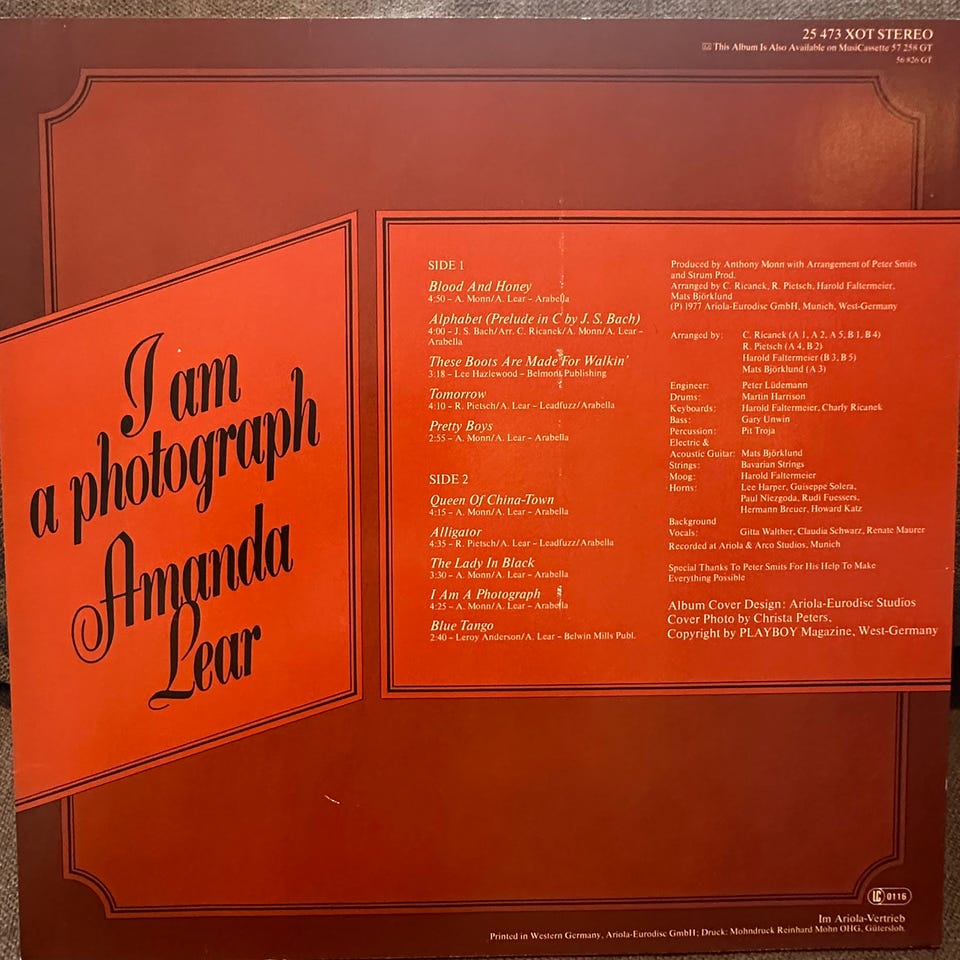 25 473 XOT STEREO
This Album Is Also Available on MusiCassette 57 258 GT
56 826 GT
I am
a photograph
Amanda
Lear
SIDE 1
Blood And Honey
4:50 – A. Monn/A. Lear – Arabella
Alphabet (Prelude in C by J. S. Bach)
4:00 – J. S. Bach/Arr. C. Ricanek/A. Monn/A. Lear –
Arabella
These Boots Are Made For Walkin'
3:18 – Lee Hazlewood – Belmont Publishing
Tomorrow
4:10 – R. Pietsch/A. Lear – Leadfuzz/Arabella
Pretty Boys
2:55 – A. Monn/A. Lear – Arabella
SIDE 2
Queen Of China-Town
4:15 – A. Monn/A. Lear – Arabella
Alligator
4:35 – R. Pietsch/A. Lear – Leadfuzz/Arabella
The Lady In Black
3:30 – A. Monn/A. Lear – Arabella
I Am A Photograph
4:25 – A. Monn/A. Lear – Arabella
Blue Tango
2:40 – Leroy Anderson/A. Lear – Belwin Mills Publ.
Produced by Anthony Monn with Arrangement of Peter Smits
and Strum Prod.
Arranged by C. Ricanek, R. Pietsch, Harold Faltermeier,
Mats Björklund
(P) 1977 Ariola-Eurodisc GmbH, Munich, West-Germany
Arranged by: C. Ricanek (A 1, A 2, A 5, B 1, B 4)
R. Pietsch (A 4, B 2)
Harold Faltermeier (B 3, B 5)
Mats Björklund (A 3)
Engineer: Peter Lüdemann
Drums: Martin Harrison
Keyboards: Harold Faltermeier, Charly Ricanek
Bass: Gary Unwin
Percussion: Pit Troja
Electric &
Acoustic Guitar: Mats Björklund
Strings: Bavarian Strings
Moog: Harold Faltermeier
Horns: Lee Harper, Guiseppe Solera,
Paul Niezgoda, Rudi Fuessers,
Hermann Breuer, Howard Katz
Background
Vocals: Gitta Walther, Claudia Schwarz, Renate Maurer
Recorded at Ariola & Arco Studios, Munich
Special Thanks To Peter Smits For His Help To Make
Everything Possible
Album Cover Design: Ariola-Eurodisc Studios
Cover Photo by Christa Peters,
Copyright by PLAYBOY Magazine, West-Germany
LC 0116
Im Ariola-Vertrieb
Printed in Western Germany, Ariola-Eurodisc GmbH; Druck: Mohndruck Reinhard Mohn OHG, Gütersloh.